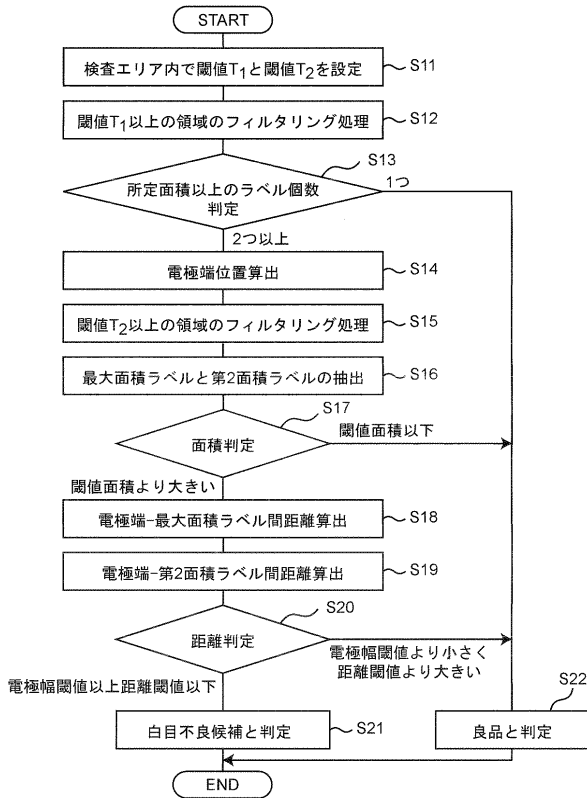 START
検査エリア内で閾値T1と閾値T2を設定
S11
閾値T1以上の領域のフィルタリング処理
S12
S13
所定面積以上のラベル個数
判定
1つ
2つ以上
電極端位置算出
S14
閾値T2以上の領域のフィルタリング処理
S15
最大面積ラベルと第2面積ラベルの抽出
S16
S17
面積判定
閾値面積以下
閾値面積より大きい
電極端-最大面積ラベル間距離算出
S18
電極端-第2面積ラベル間距離算出
S19
S20
距離判定
電極幅閾値より小さく
距離閾値より大きい
電極幅閾値以上距離閾値以下
白目不良候補と判定
S21
S22
良品と判定
END